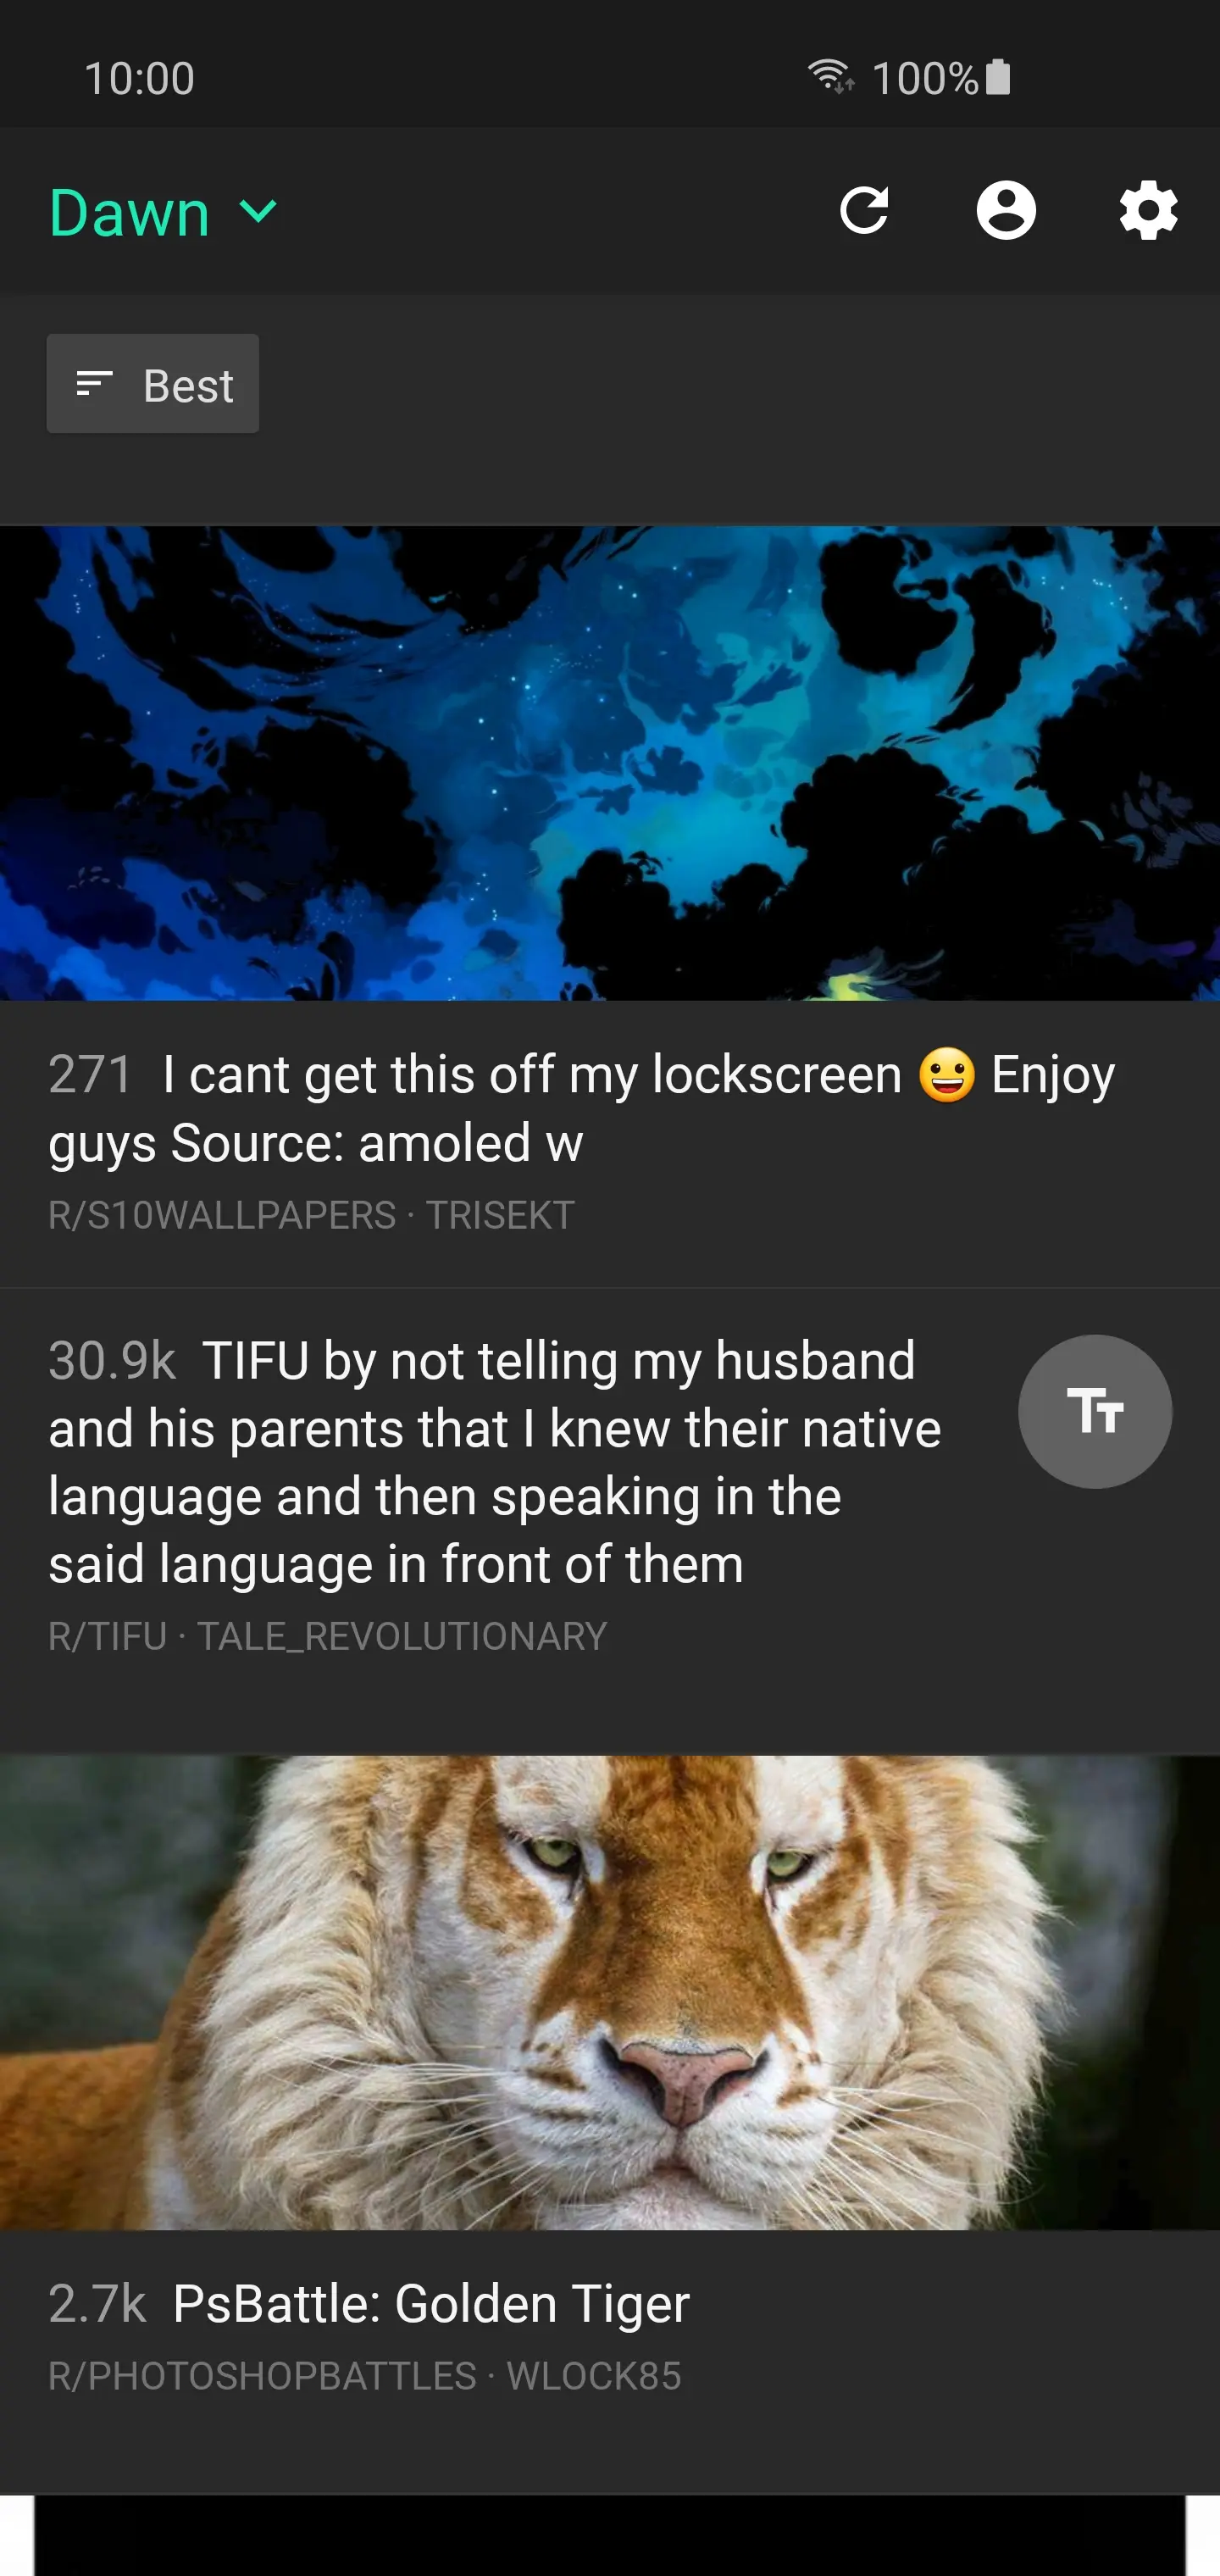 10:00 100%
Dawn
Best
271 I cant get this off my lockscreen 😀 Enjoy
guys Source: amoled w
R/S10WALLPAPERS · TRISEKT
30.9k TIFU by not telling my husband
and his parents that I knew their native
language and then speaking in the
said language in front of them
R/TIFU · TALE_REVOLUTIONARY
TT
2.7k PsBattle: Golden Tiger
R/PHOTOSHOPBATTLES · WLOCK85